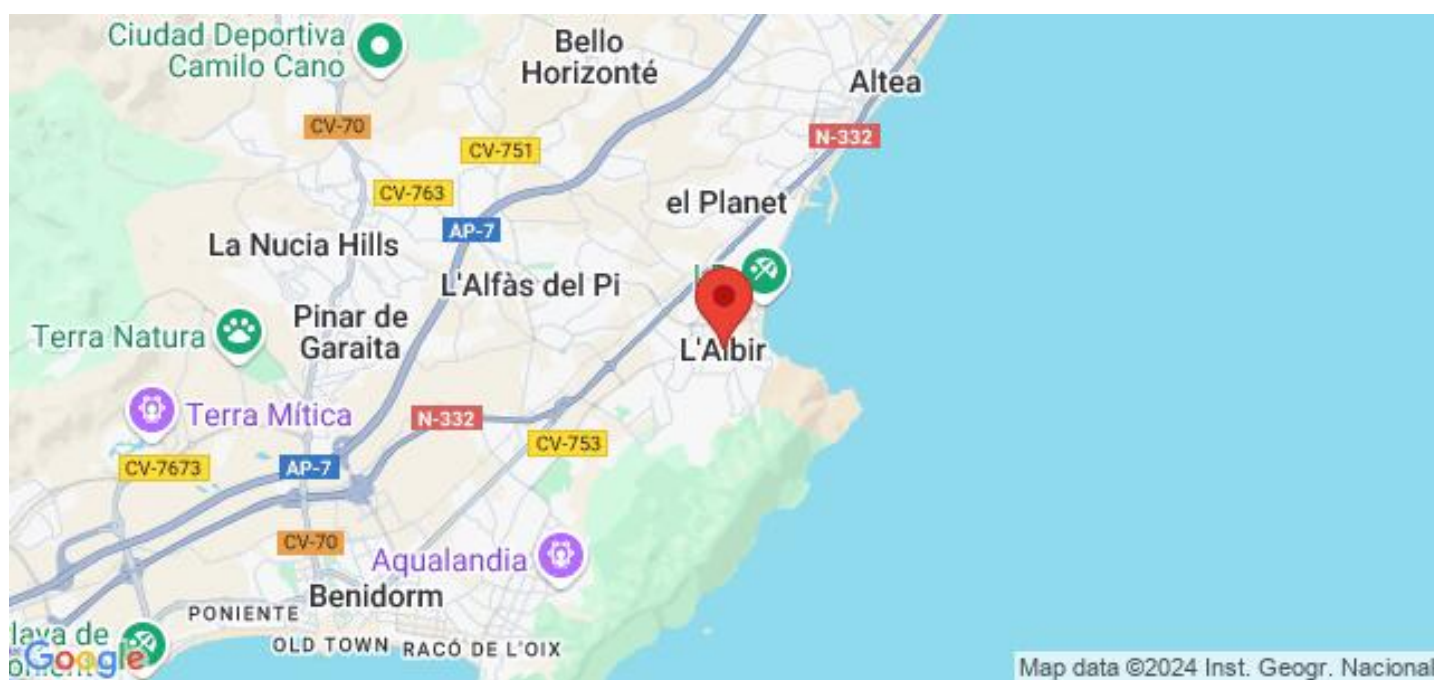 Ciudad Deportiva
Camilo Cano
Bello
Horizonté
Altea
CV-70
CV-751
N-332
CV-763
el Planet
AP-7
La Nucia Hills
L'Alfàs del Pi
Terra Natura
Pinar de
Garaita
L'Albir
Terra Mítica
N-332
CV-753
CV-7673
AP-7
CV-70
Aqualandia
Benidorm
PONIENTE
OLD TOWN
RACÓ DE L'OIX
laya de
Google
Map data ©2024 Inst. Geogr. Nacional